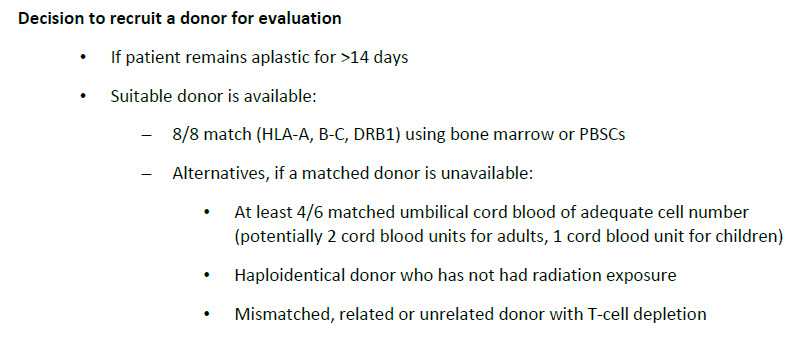 Decision to recruit a donor for evaluation
• If patient remains aplastic for >14 days
• Suitable donor is available:
– 8/8 match (HLA-A, B-C, DRB1) using bone marrow or PBSCs
– Alternatives, if a matched donor is unavailable:
• At least 4/6 matched umbilical cord blood of adequate cell number
(potentially 2 cord blood units for adults, 1 cord blood unit for children)
• Haploidentical donor who has not had radiation exposure
• Mismatched, related or unrelated donor with T-cell depletion